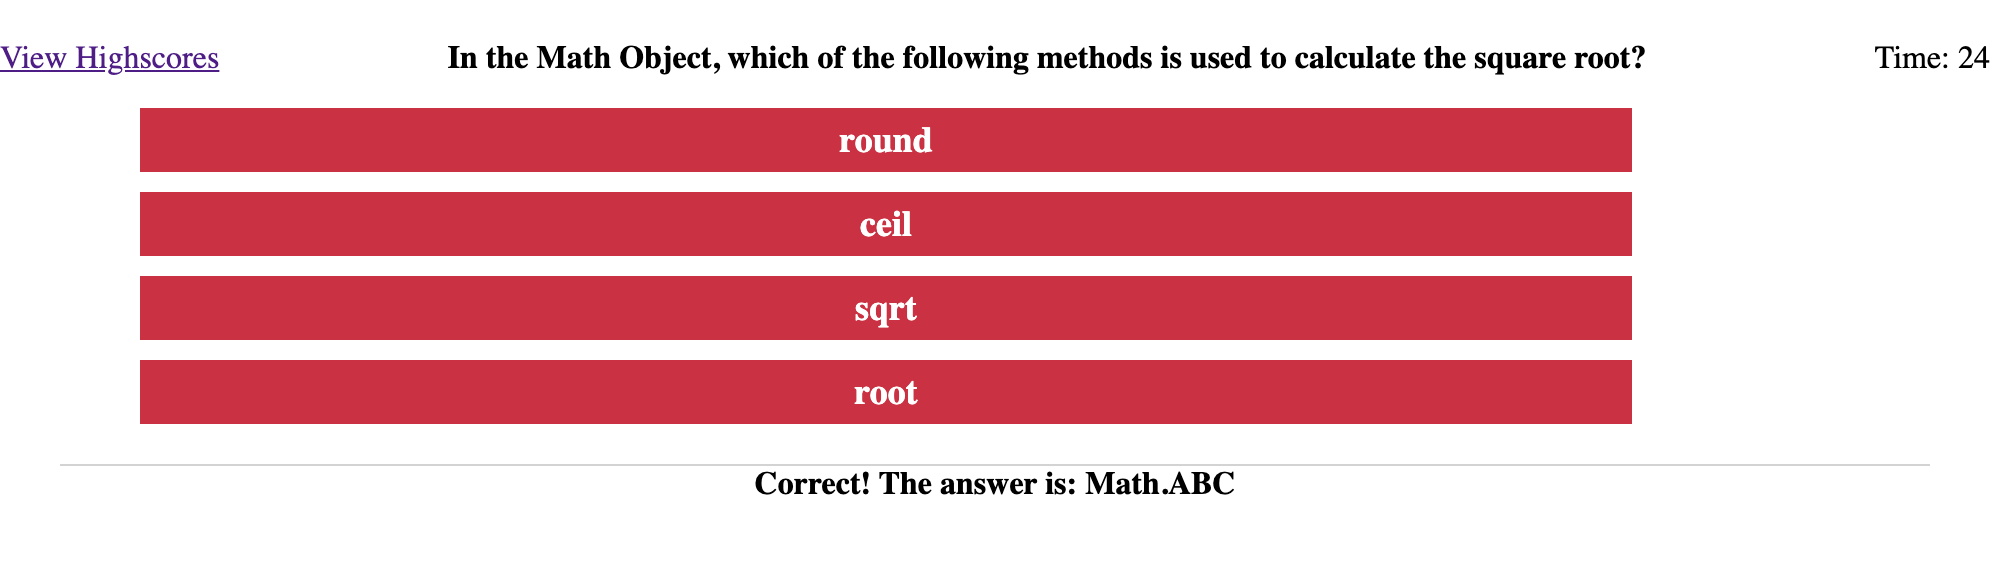 View Highscores
In the Math Object, which of the following methods is used to calculate the square root?
Time: 24
round
ceil
sqrt
root
Correct! The answer is: Math.ABC